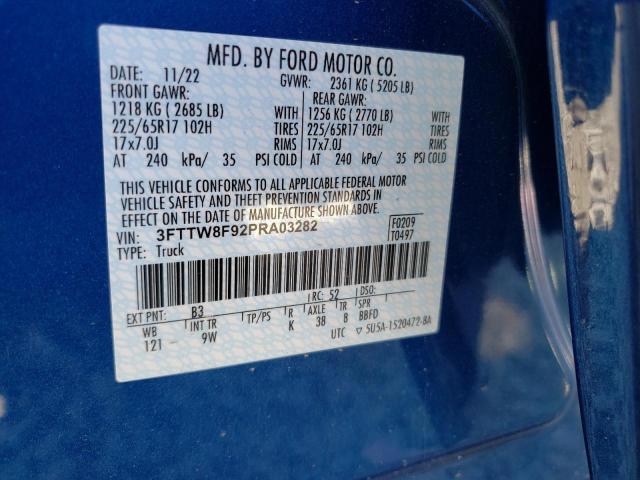 MFD. BY FORD MOTOR CO.
DATE: 11/22 GVWR: 2361 KG ( 5205 LB)
FRONT GAWR: REAR GAWR:
1218 KG ( 2685 LB) WITH 1256 KG ( 2770 LB) WITH
225/65R17 102H TIRES 225/65R17 102H TIRES
17x7.0J RIMS 17x7.0J RIMS
AT 240 kPa/ 35 PSI COLD AT 240 kPa/ 35 PSI COLD
THIS VEHICLE CONFORMS TO ALL APPLICABLE FEDERAL MOTOR
VEHICLE SAFETY AND THEFT PREVENTION STANDARDS IN
EFFECT ON THE DATE OF MANUFACTURE SHOWN ABOVE.
VIN: 3FTTW8F92PRA03282 F0209
TYPE: Truck T0497
EXT PNT: B3 RC: 52 DSO:
WB INT TR TP/PS R AXLE TR SPR
121 9W K 38 8 BBFD
UTC 5U5A-1520472-BA